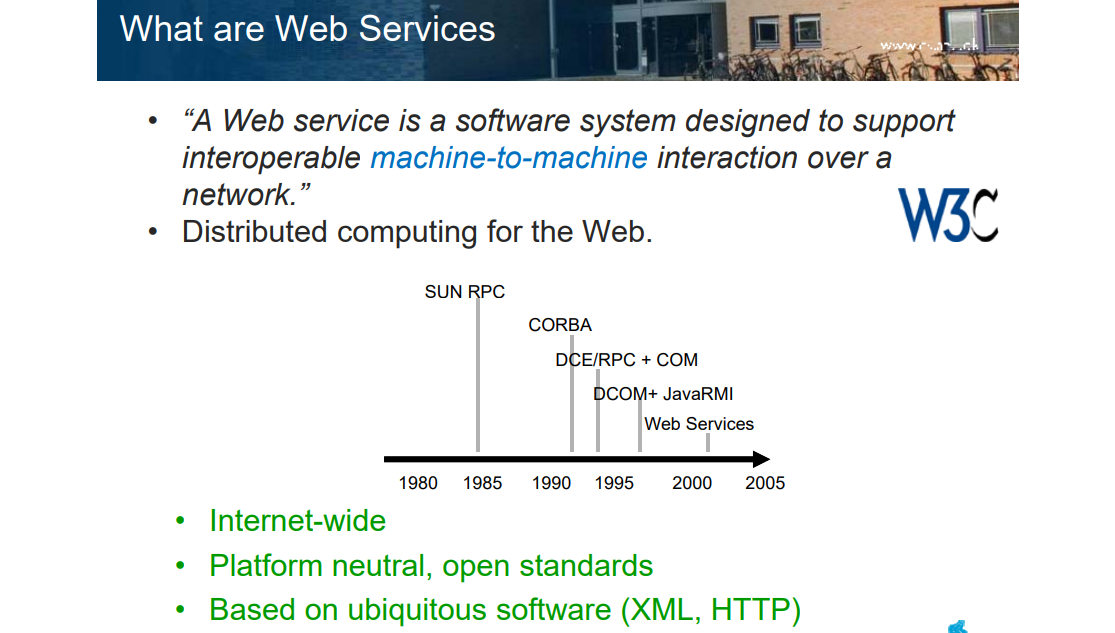 What are Web Services
• “A Web service is a software system designed to support
interoperable machine-to-machine interaction over a
network.”
W3C
• Distributed computing for the Web.
SUN RPC
CORBA
DCE/RPC + COM
DCOM+ JavaRMI
Web Services
1980 1985 1990 1995 2000 2005
• Internet-wide
• Platform neutral, open standards
• Based on ubiquitous software (XML, HTTP)